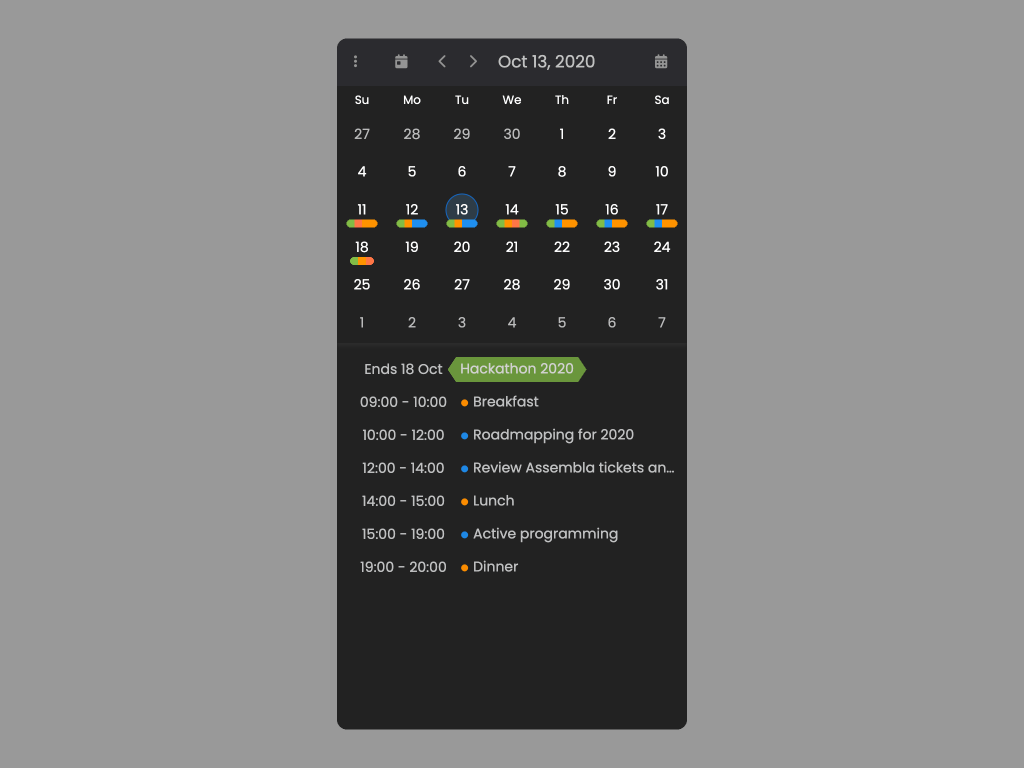 Oct 13, 2020
Su Mo Tu We Th Fr Sa
27 28 29 30 1 2 3
4 5 6 7 8 9 10
11 12 13 14 15 16 17
18 19 20 21 22 23 24
25 26 27 28 29 30 31
1 2 3 4 5 6 7
Ends 18 Oct Hackathon 2020
09:00 - 10:00 Breakfast
10:00 - 12:00 Roadmapping for 2020
12:00 - 14:00 Review Assembla tickets an...
14:00 - 15:00 Lunch
15:00 - 19:00 Active programming
19:00 - 20:00 Dinner